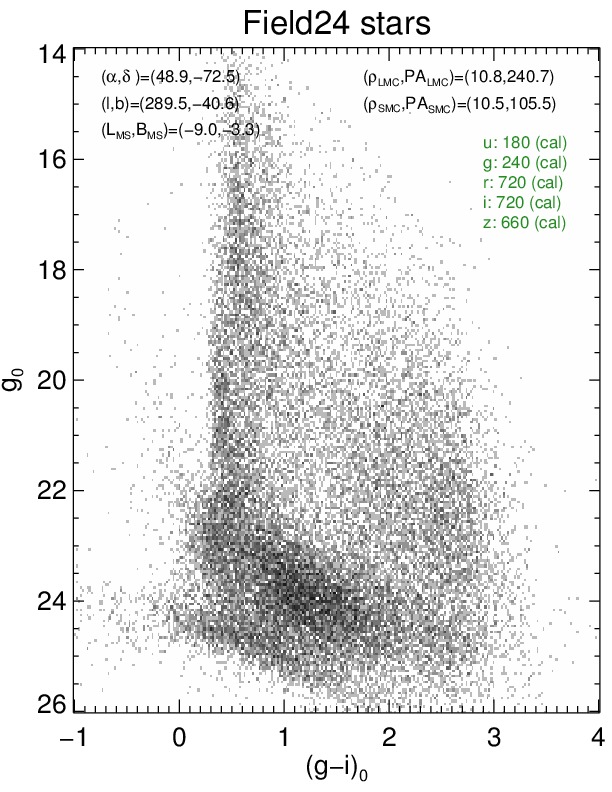 Field24 stars
(α,δ )=(48.9,−72.5)
(ρLMC,PALMC)=(10.8,240.7)
(l,b)=(289.5,−40.6)
(ρSMC,PASMC)=(10.5,105.5)
(LMS,BMS)=(−9.0,−3.3)
u: 180 (cal)
g: 240 (cal)
r: 720 (cal)
i: 720 (cal)
z: 660 (cal)
14
16
18
20
22
24
26
g0
−1 0 1 2 3 4
(g−i)0